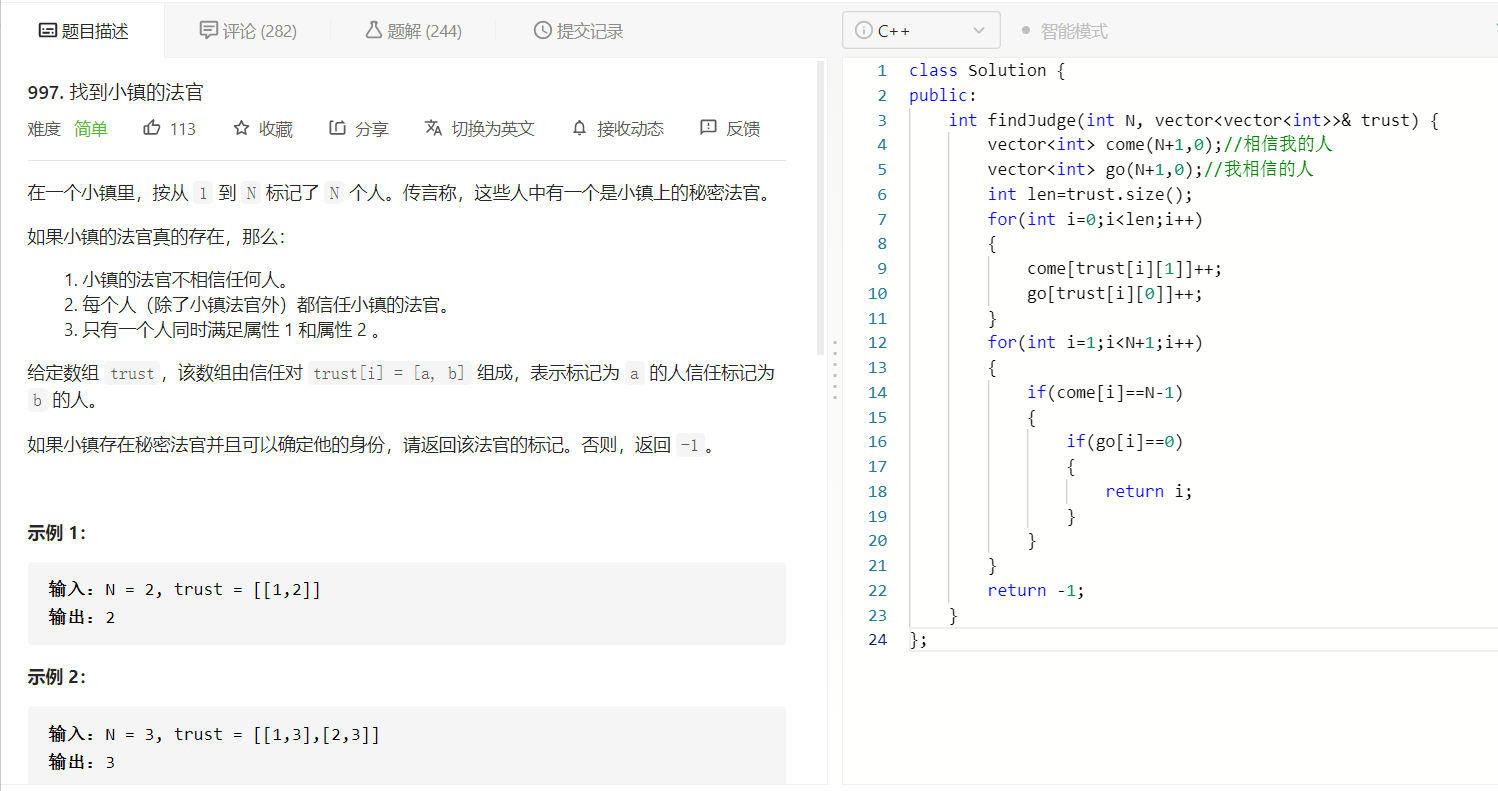 题目描述 评论 (282) 题解 (244) 提交记录
997. 找到小镇的法官
难度 简单 113 收藏 分享 切换为英文 接收动态 反馈
在一个小镇里，按从 1 到 N 标记了 N 个人。传言称，这些人中有一个是小镇上的秘密法官。
如果小镇的法官真的存在，那么：
1. 小镇的法官不相信任何人。
2. 每个人（除了小镇法官外）都信任小镇的法官。
3. 只有一个人同时满足属性 1 和属性 2 。
给定数组 trust，该数组由信任对 trust[i] = [a, b] 组成，表示标记为 a 的人信任标记为
b 的人。
如果小镇存在秘密法官并且可以确定他的身份，请返回该法官的标记。否则，返回 -1。
示例 1：
输入：N = 2, trust = [[1,2]]
输出：2
示例 2：
输入：N = 3, trust = [[1,3],[2,3]]
输出：3
C++ 智能模式
1 class Solution {
2 public:
3 int findJudge(int N, vector<vector<int>>& trust) {
4 vector<int> come(N+1,0);//相信我的人
5 vector<int> go(N+1,0);//我相信的人
6 int len=trust.size();
7 for(int i=0;i<len;i++)
8 {
9 come[trust[i][1]]++;
10 go[trust[i][0]]++;
11 }
12 for(int i=1;i<N+1;i++)
13 {
14 if(come[i]==N-1)
15 {
16 if(go[i]==0)
17 {
18 return i;
19 }
20 }
21 }
22 return -1;
23 }
24 };